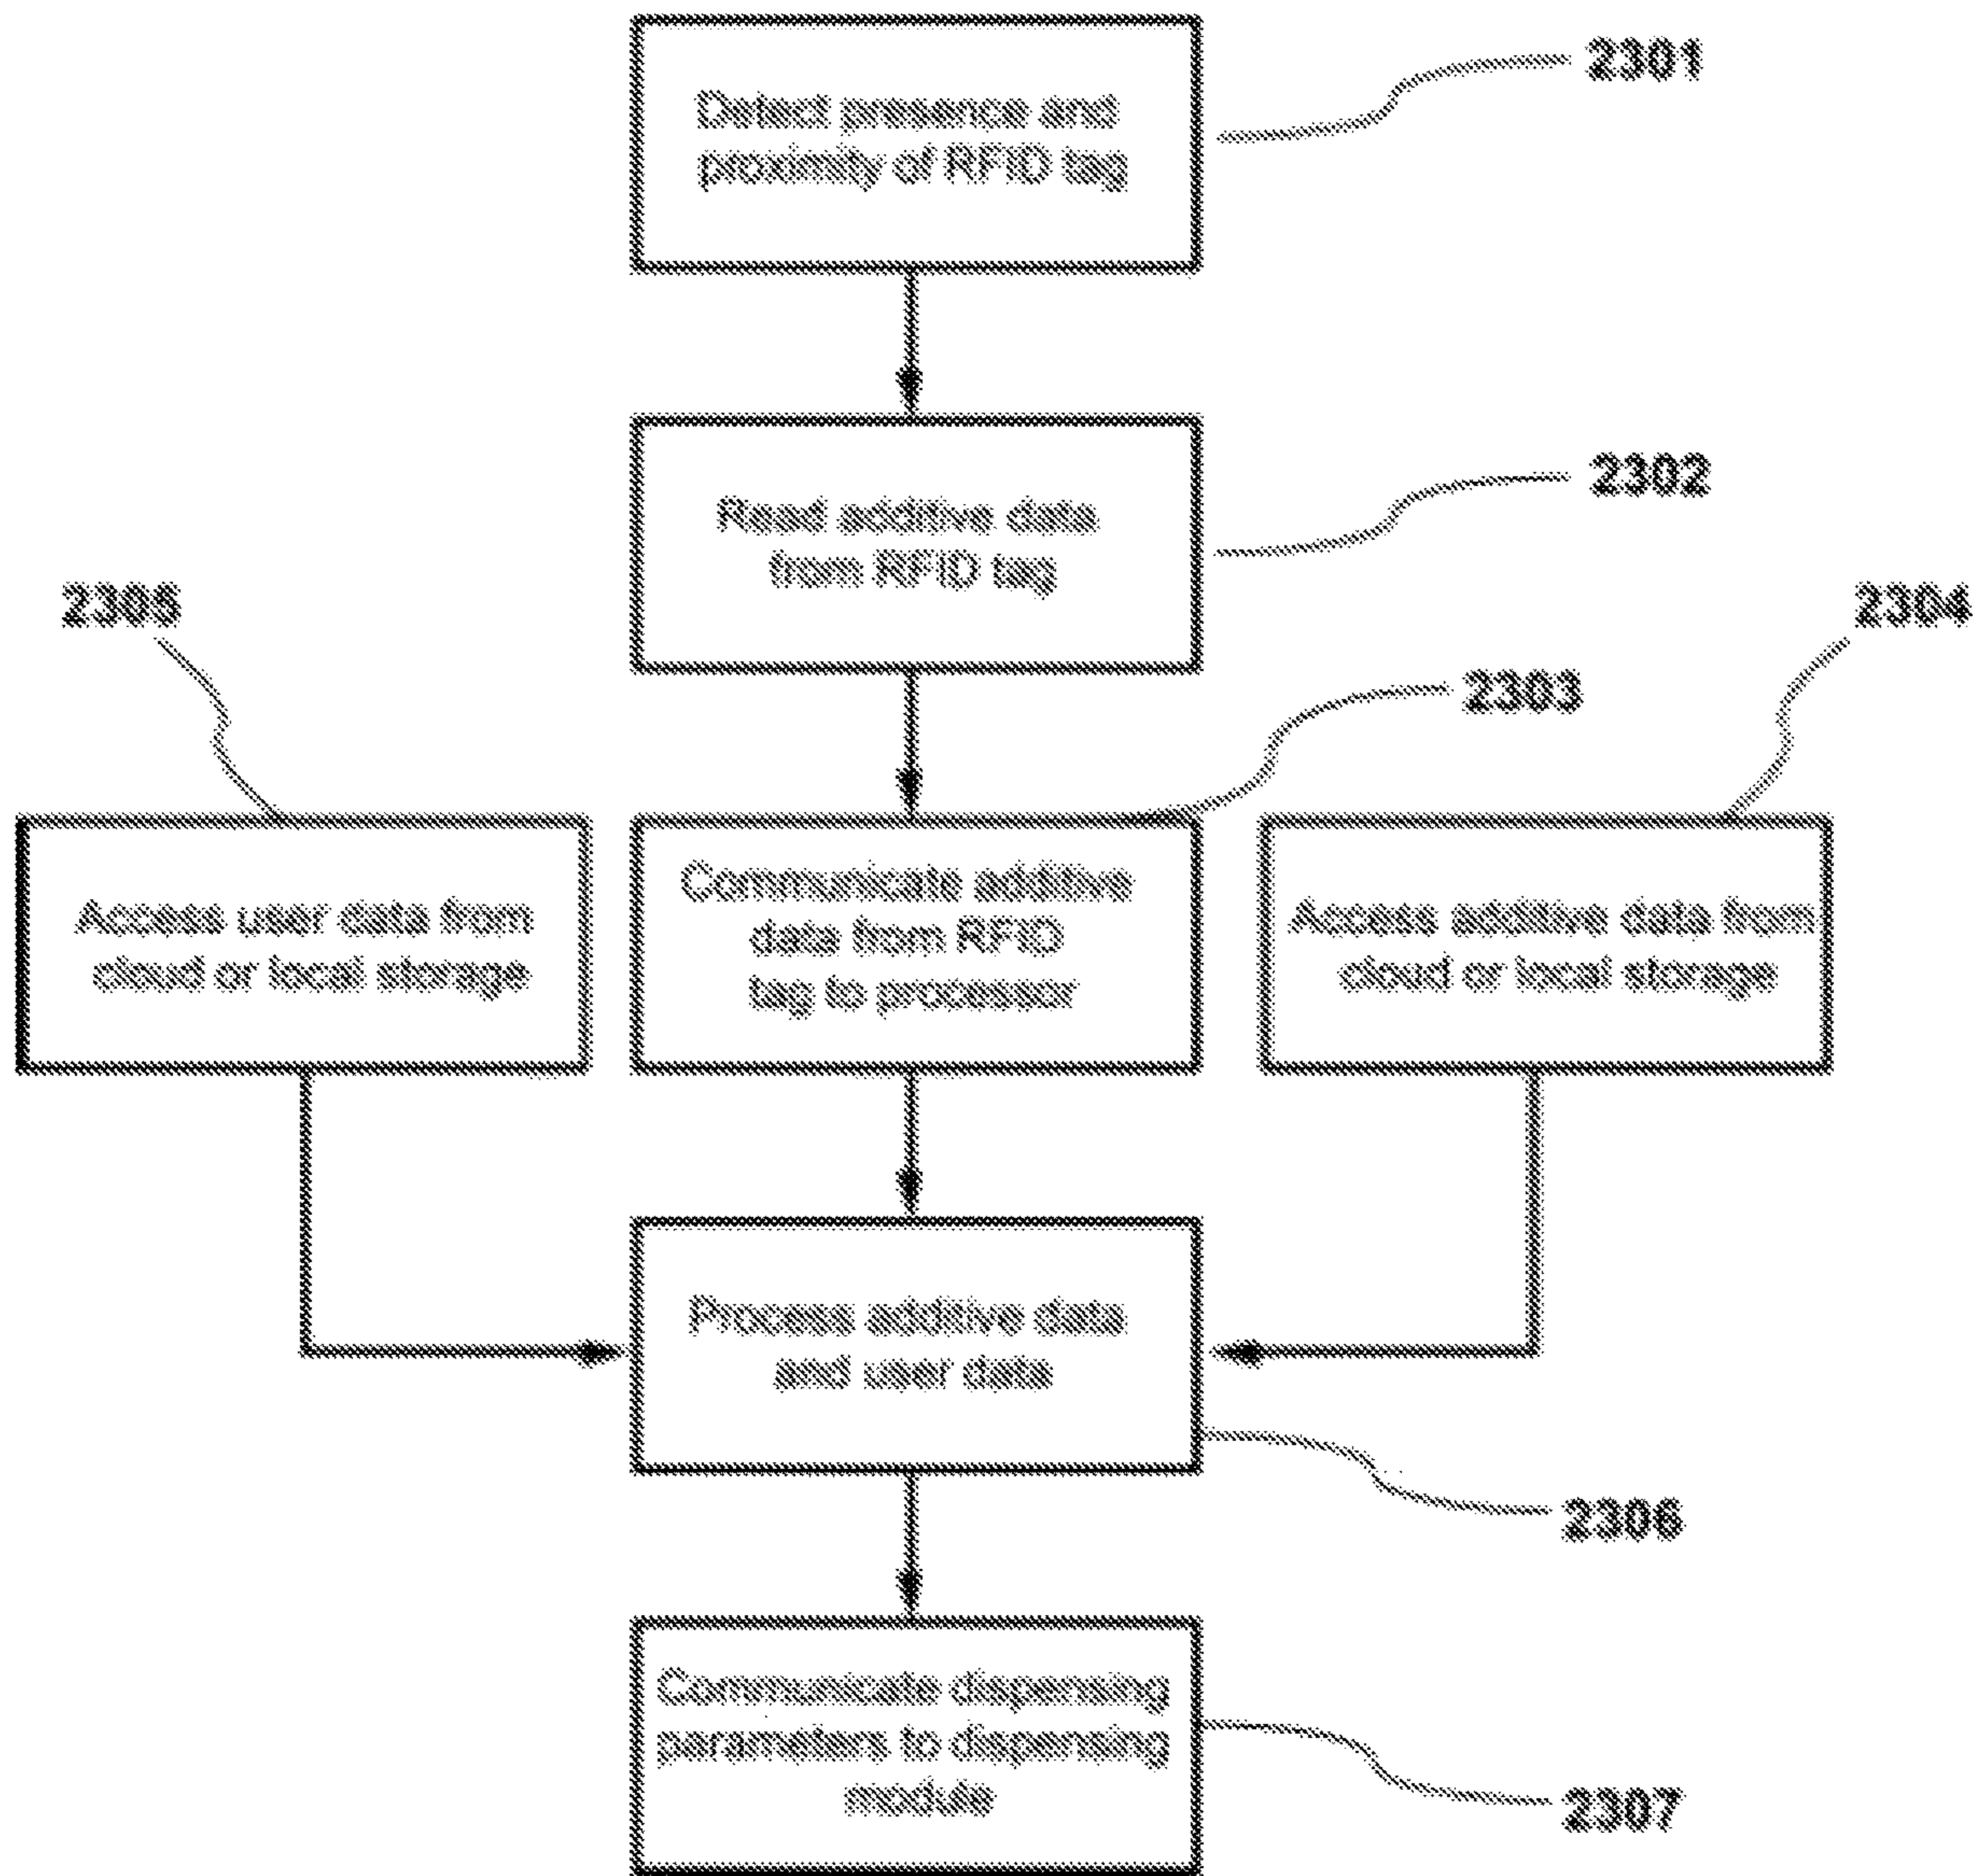 2301
Detect presence and
proximity of RFID tag
2302
Read additive data
from RFID tag
2305
2304
2303
Access user data from
cloud or local storage
Communicate additive
data from RFID
tag to processor
Access additive data from
cloud or local storage
Process additive data
and user data
2306
Communicate dispensing
parameters to dispensing
module
2307